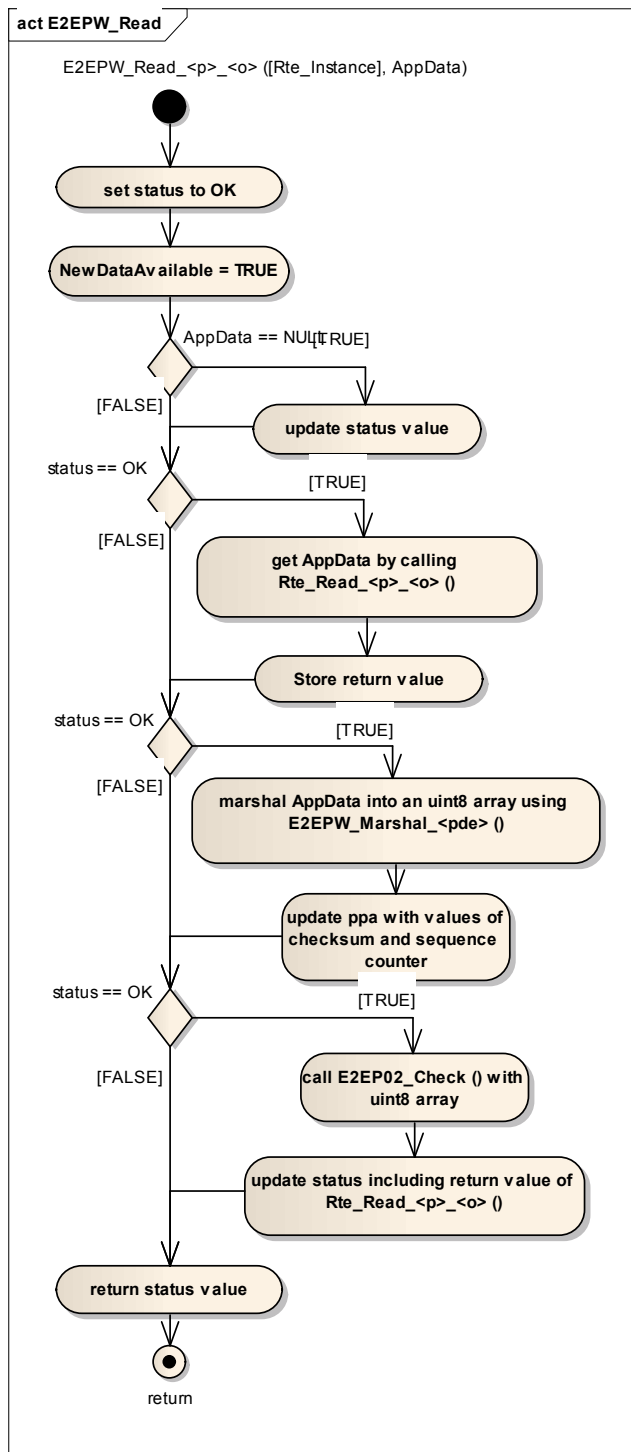 act E2EPW_Read
E2EPW_Read_<p>_<o> ([Rte_Instance], AppData)
set status to OK
NewDataAvailable = TRUE
AppData == NULL
[TRUE]
[FALSE]
update status value
status == OK
[TRUE]
[FALSE]
get AppData by calling
Rte_Read_<p>_<o> ()
Store return value
status == OK
[TRUE]
[FALSE]
marshal AppData into an uint8 array using
E2EPW_Marshal_<pde> ()
update ppa with values of
checksum and sequence
counter
status == OK
[TRUE]
[FALSE]
call E2EP02_Check () with
uint8 array
update status including return value of
Rte_Read_<p>_<o> ()
return status value
return